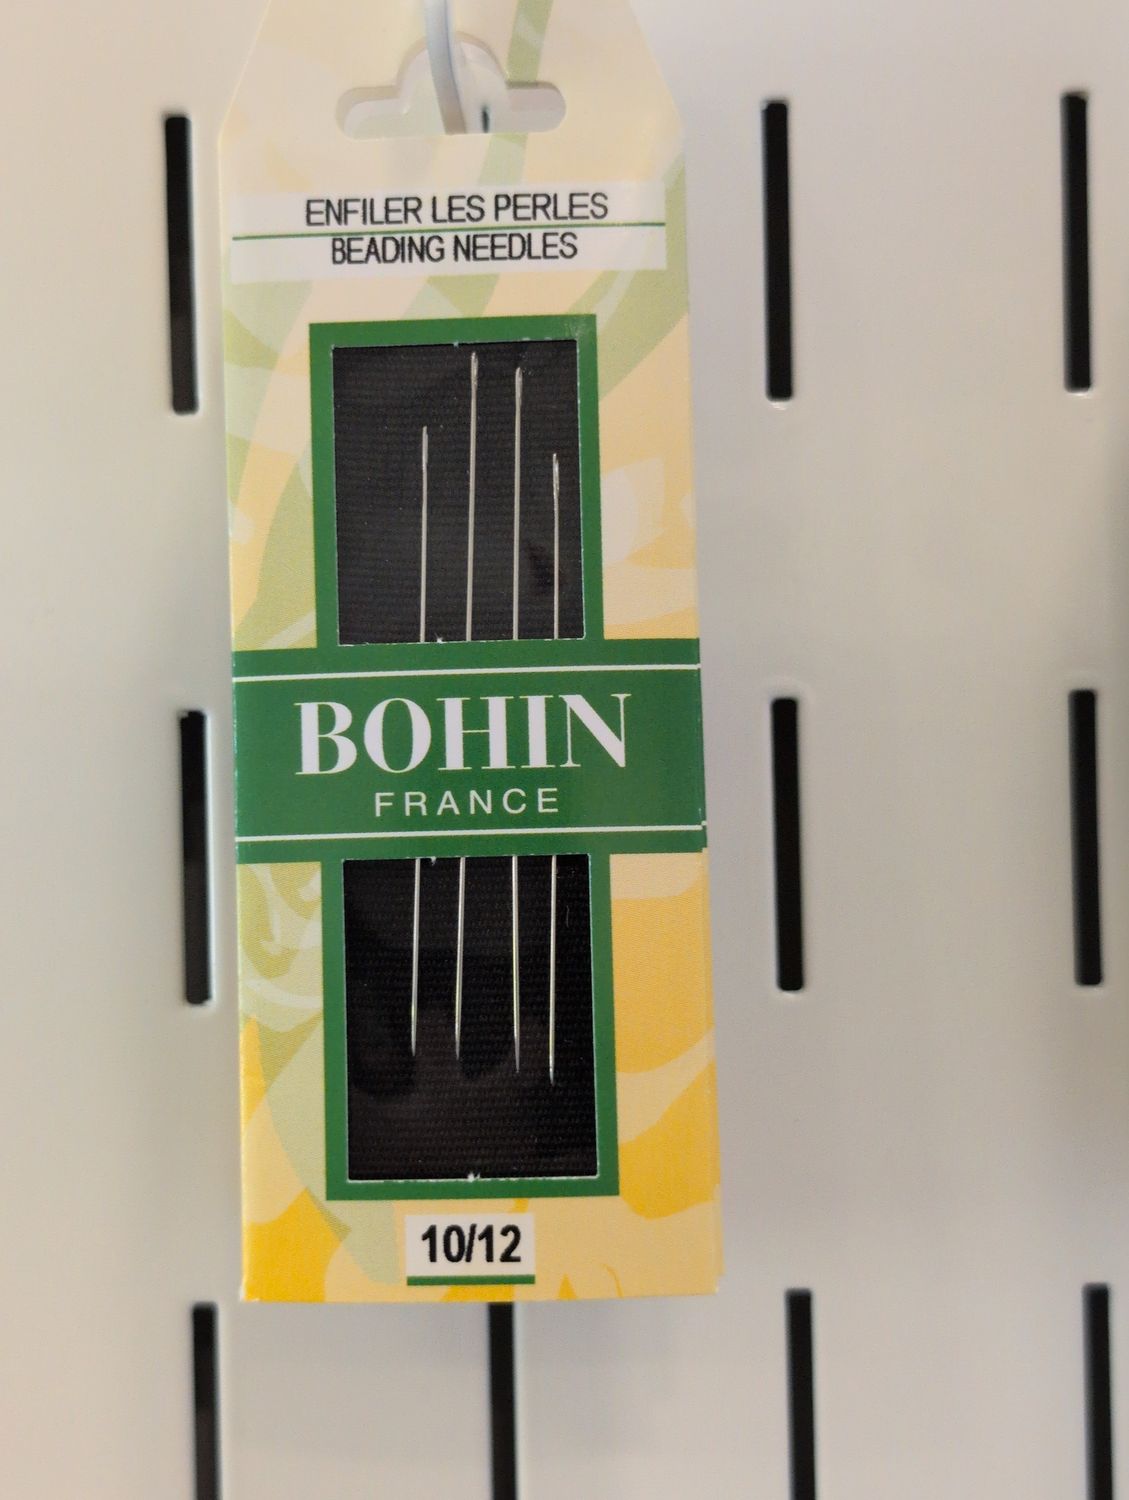 ENFILER LES PERLES
BEADING NEEDLES
BOHIN
FRANCE
10/12